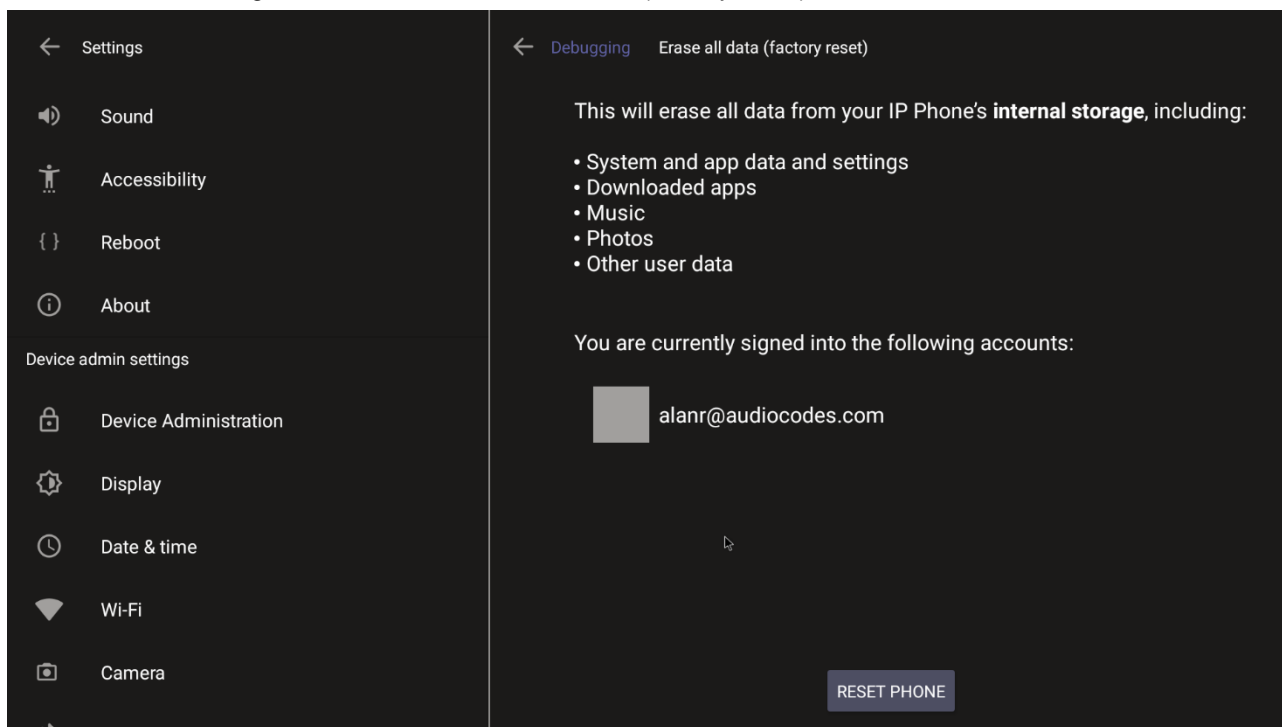 Settings
Sound
Accessibility
{ } Reboot
About
Device admin settings
Device Administration
Display
Date & time
Wi-Fi
Camera
Debugging Erase all data (factory reset)
This will erase all data from your IP Phone’s internal storage, including:
• System and app data and settings
• Downloaded apps
• Music
• Photos
• Other user data
You are currently signed into the following accounts:
alanr@audiocodes.com
RESET PHONE